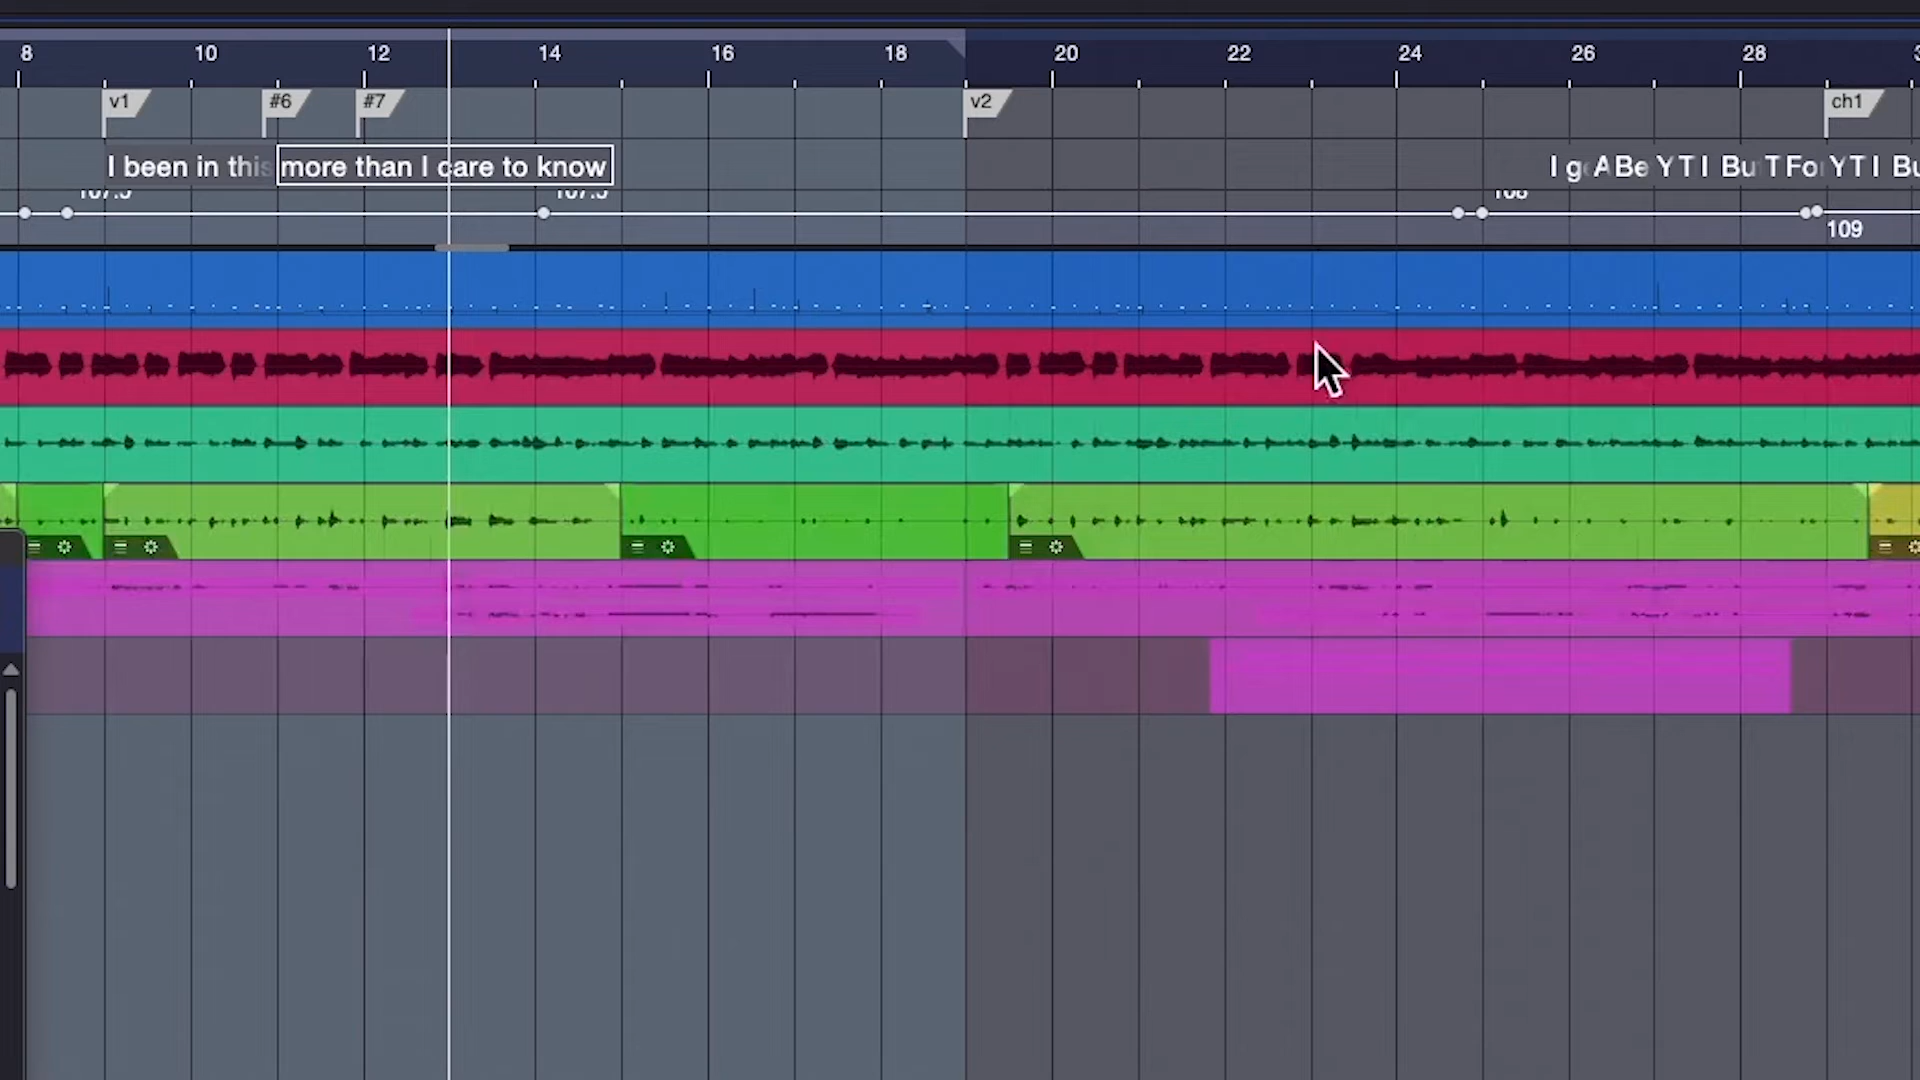 8 10 12 14 16 18 20 22 24 26 28
v1 #6 #7 v2 ch1
I been in this more than I care to know I g A Be Y T I Bu T Fo Y T I Bu
107.5 107.5 108
109